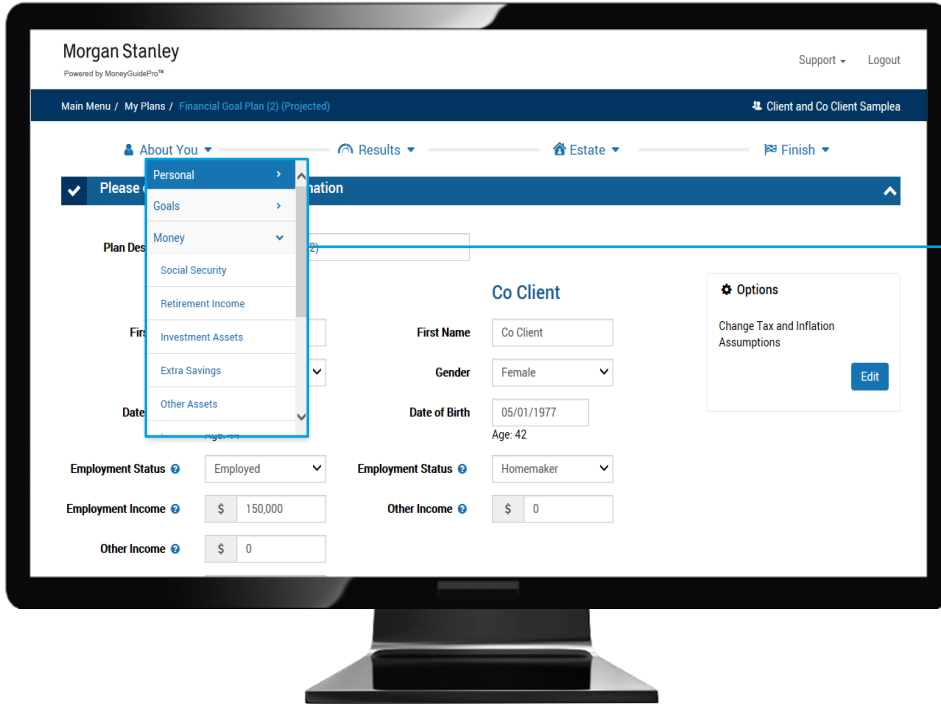 Morgan Stanley
Powered by MoneyGuidePro™
Support Logout
Main Menu / My Plans / Financial Goal Plan (2) (Projected) Client and Co Client Samplea
About You Results Estate Finish
Please mation
Personal
Goals
Money
Social Security
Retirement Income
Investment Assets
Extra Savings
Other Assets
Plan Des 2)
Co Client
Options
Change Tax and Inflation
Assumptions
Edit
Firs First Name Co Client
Gender Female
Date Date of Birth 05/01/1977
Age: 42
Employment Status Employed Employment Status Homemaker
Employment Income $ 150,000 Other Income $ 0
Other Income $ 0